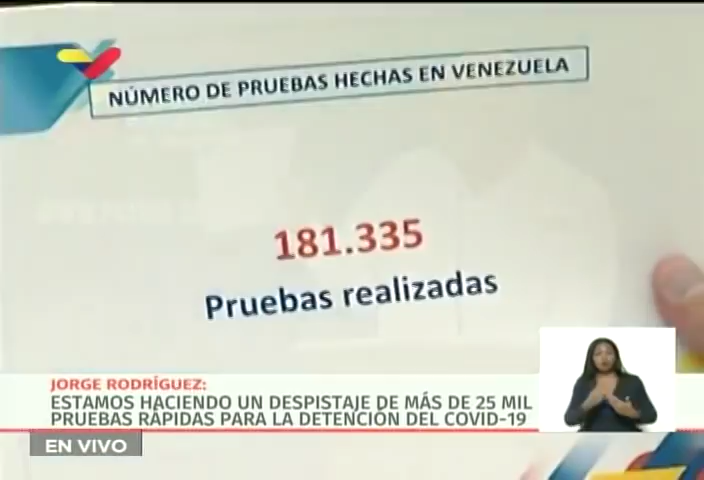 NÚMERO DE PRUEBAS HECHAS EN VENEZUELA
181.335
Pruebas realizadas
JORGE RODRÍGUEZ:
ESTAMOS HACIENDO UN DESPISTAJE DE MÁS DE 25 MIL
PRUEBAS RÁPIDAS PARA LA DETENCIÓN DEL COVID-19
EN VIVO